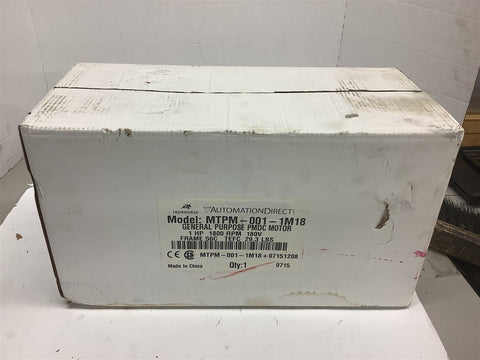 IRONHORSE AUTOMATIONDIRECT
Model: MTPM-001-1M18
GENERAL PURPOSE PMDC MOTOR
1 HP 1800 RPM 180V
FRAME 56C TEFC 29.3 LBS
CE MTPM-001-1M18+07151208
Made in China Qty:1 0715